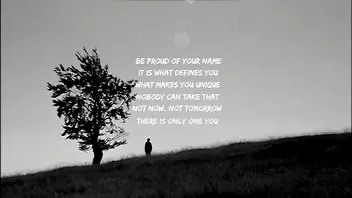 BE PROUD OF YOUR NAME
IT IS WHAT DEFINES YOU
WHAT MAKES YOU UNIQUE
NOBODY CAN TAKE THAT
NOT NOW, NOT TOMORROW
THERE IS ONLY ONE YOU